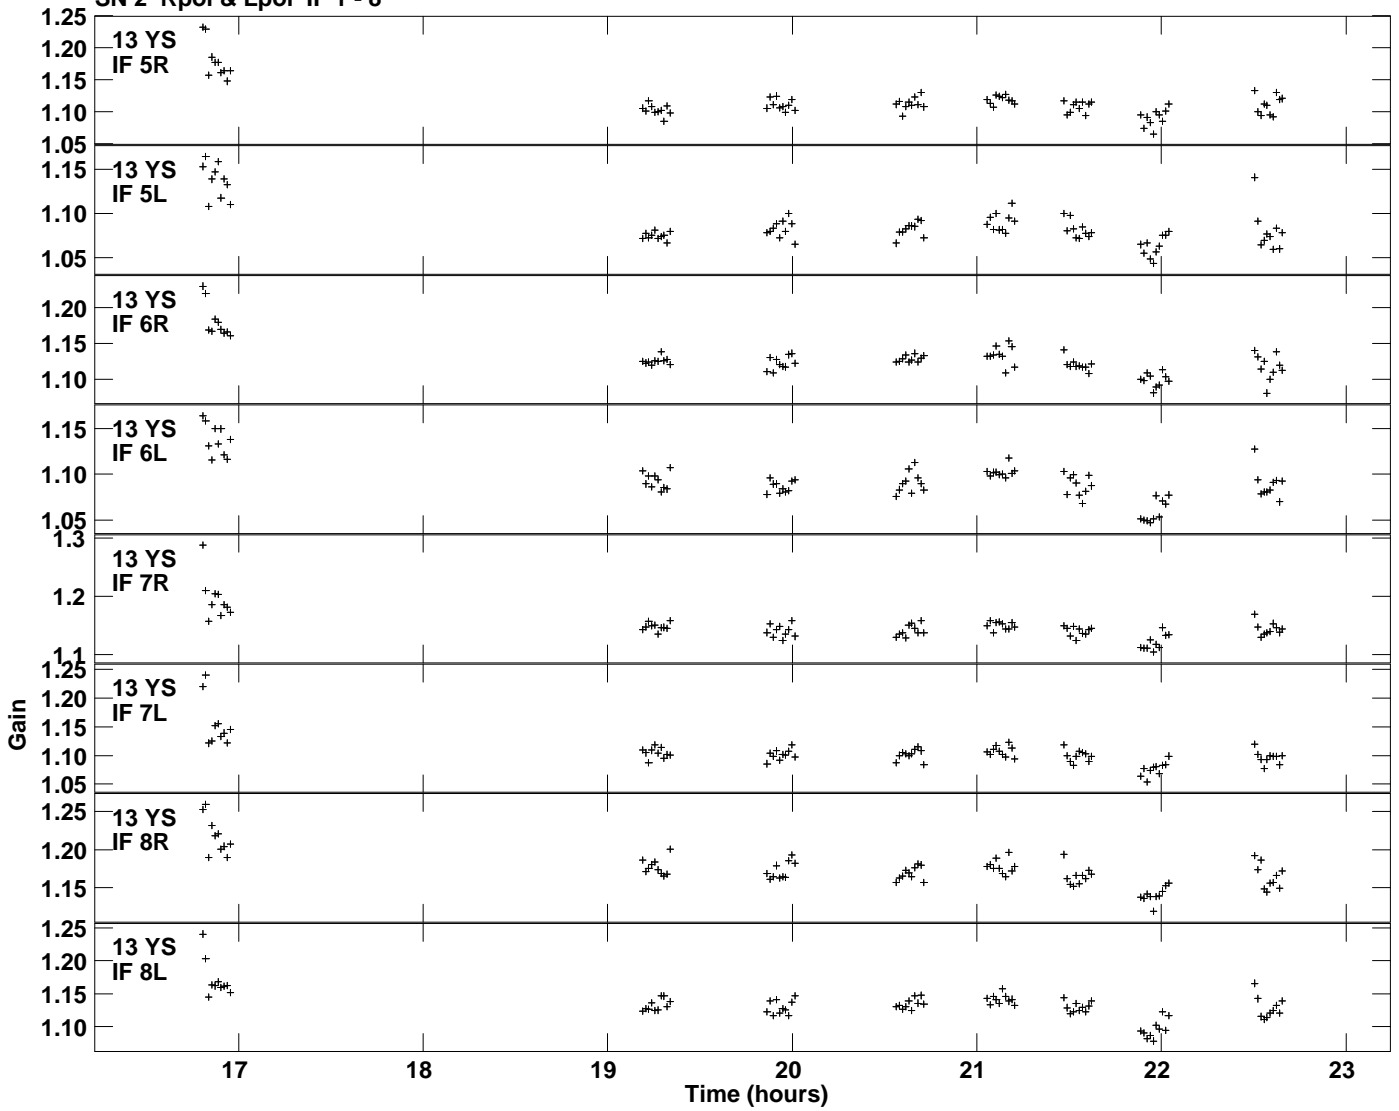 SN 2 Rpol & Lpol IF 1 - 8
1.25
1.20
1.15
1.10
1.05
13 YS
IF 5R
1.15
1.10
1.05
13 YS
IF 5L
1.20
1.15
1.10
13 YS
IF 6R
1.15
1.10
1.05
13 YS
IF 6L
1.3
1.2
1.1
13 YS
IF 7R
1.25
1.20
1.15
1.10
1.05
13 YS
IF 7L
1.25
1.20
1.15
13 YS
IF 8R
1.25
1.20
1.15
1.10
13 YS
IF 8L
Gain
17 18 19 20 21 22 23
Time (hours)